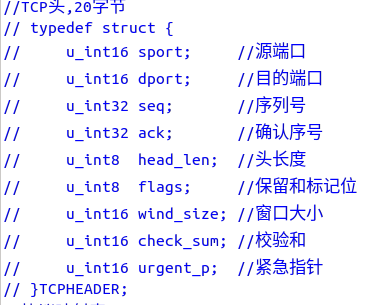 //TCP头,20字节
// typedef struct {
//     u_int16 sport;     //源端口
//     u_int16 dport;     //目的端口
//     u_int32 seq;       //序列号
//     u_int32 ack;       //确认序号
//     u_int8  head_len;  //头长度
//     u_int8  flags;     //保留和标记位
//     u_int16 wind_size; //窗口大小
//     u_int16 check_sum; //校验和
//     u_int16 urgent_p;  //紧急指针
// }TCPHEADER;